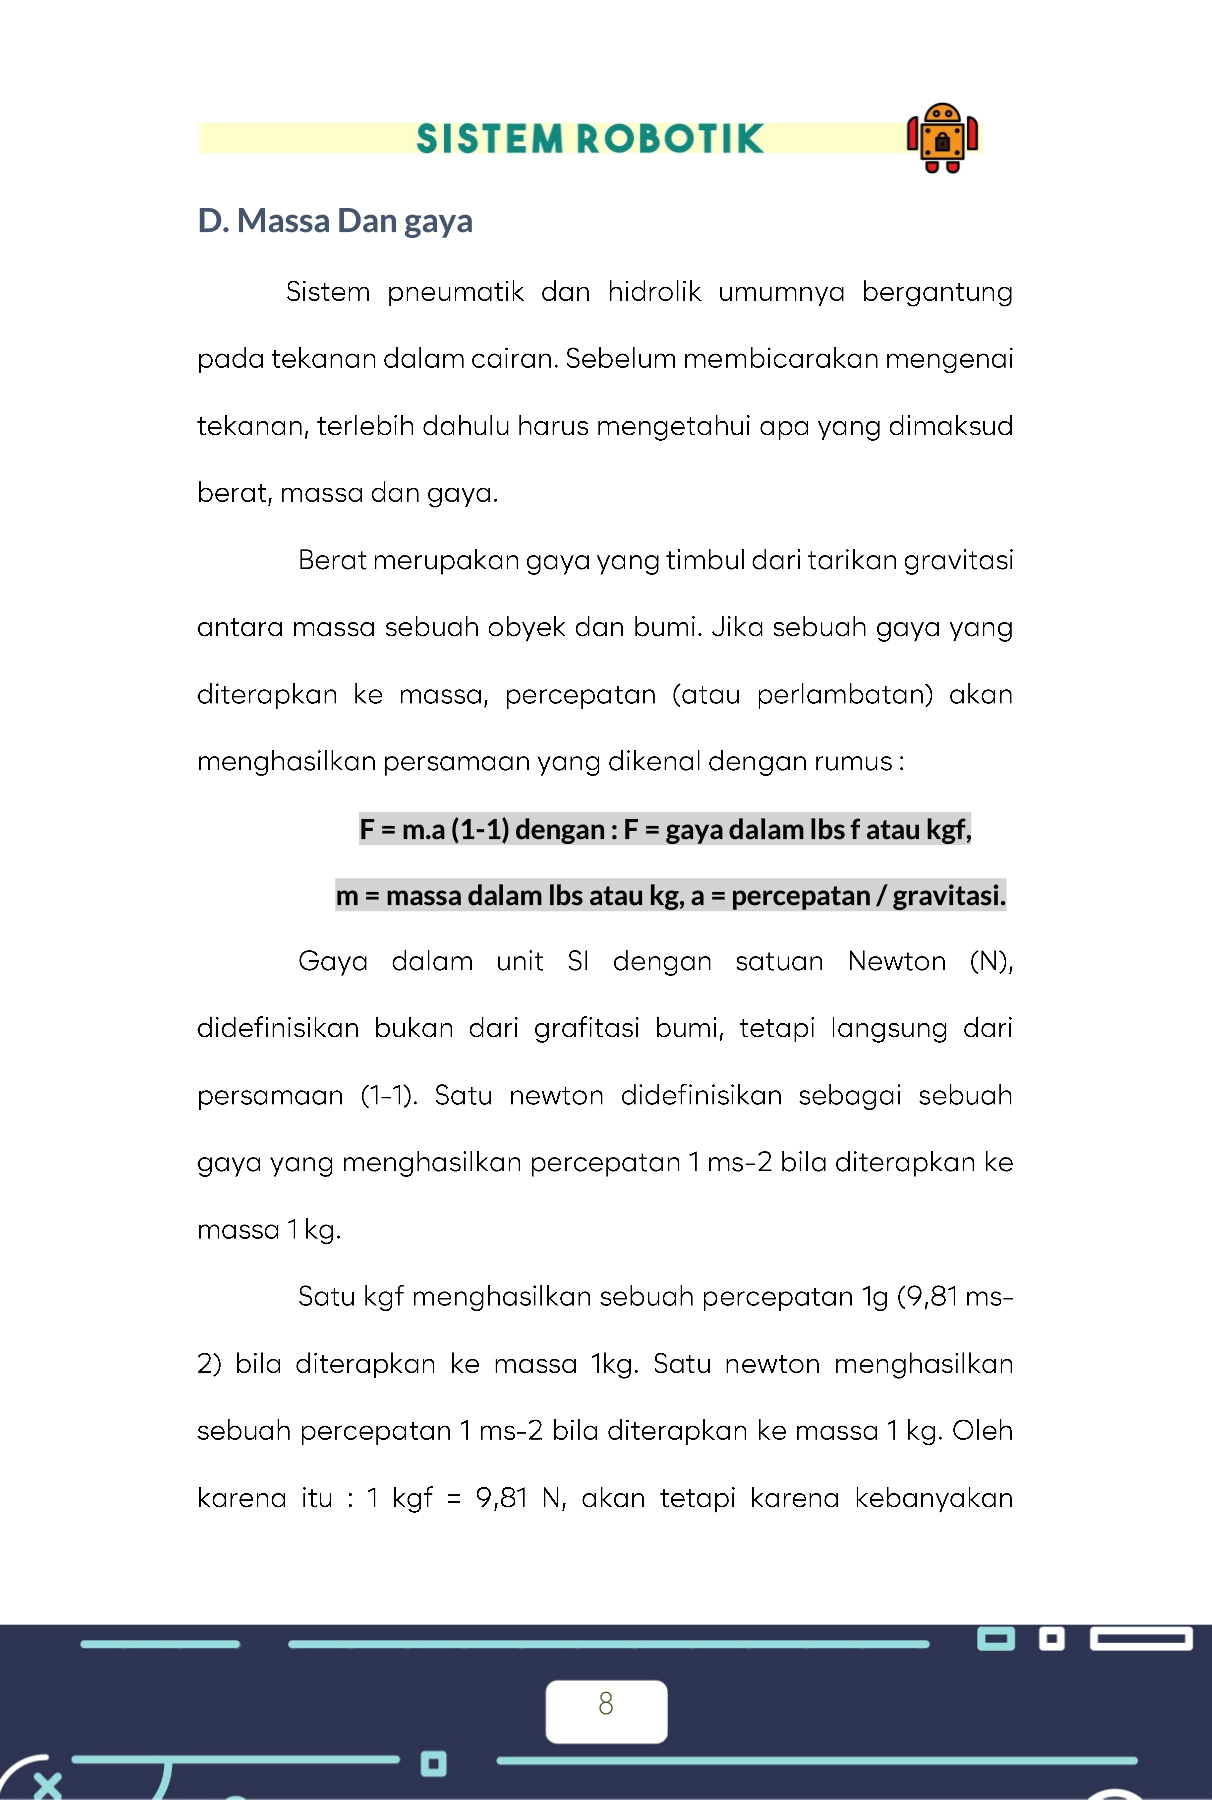 SISTEM ROBOTIK
D. Massa Dan gaya
Sistem pneumatik dan hidrolik umumnya bergantung
pada tekanan dalam cairan. Sebelum membicarakan mengenai
tekanan, terlebih dahulu harus mengetahui apa yang dimaksud
berat, massa dan gaya.
Berat merupakan gaya yang timbul dari tarikan gravitasi
antara massa sebuah obyek dan bumi. Jika sebuah gaya yang
diterapkan ke massa, percepatan (atau perlambatan) akan
menghasilkan persamaan yang dikenal dengan rumus :
F = m.a (1-1) dengan : F = gaya dalam lbs f atau kgf,
m = massa dalam lbs atau kg, a = percepatan / gravitasi.
Gaya dalam unit SI dengan satuan Newton (N),
didefinisikan bukan dari grafitasi bumi, tetapi langsung dari
persamaan (1-1). Satu newton didefinisikan sebagai sebuah
gaya yang menghasilkan percepatan 1 ms-2 bila diterapkan ke
massa 1 kg.
Satu kgf menghasilkan sebuah percepatan 1g (9,81 ms-
2) bila diterapkan ke massa 1kg. Satu newton menghasilkan
sebuah percepatan 1 ms-2 bila diterapkan ke massa 1 kg. Oleh
karena itu : 1 kgf = 9,81 N, akan tetapi karena kebanyakan
8